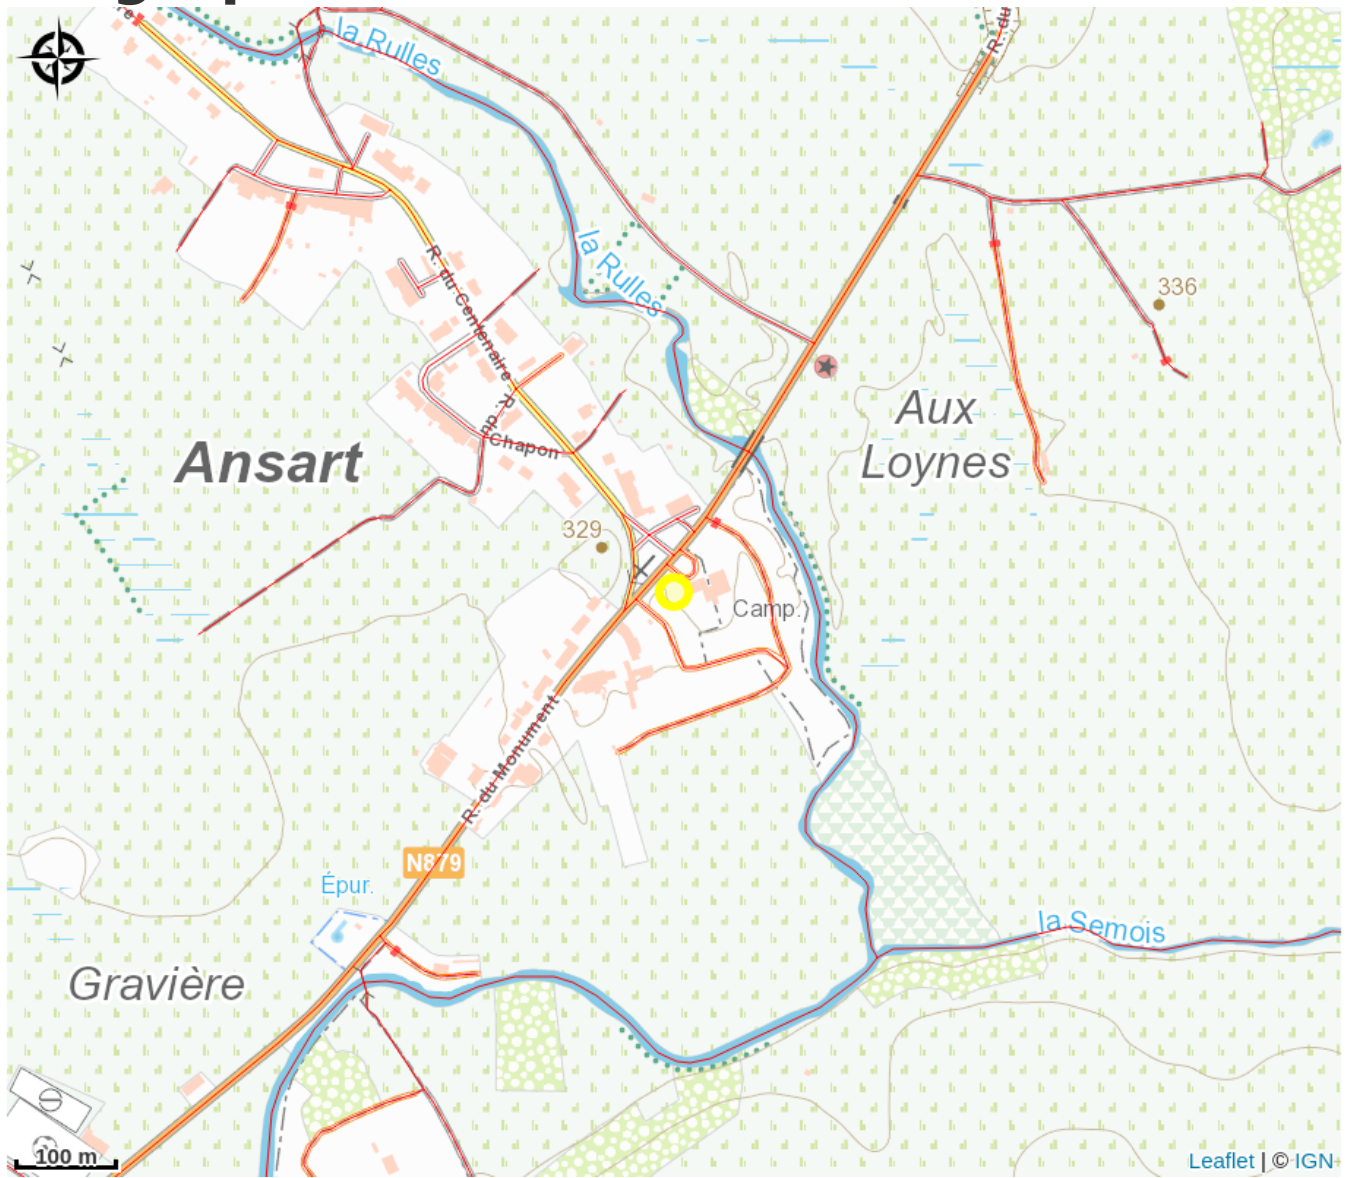 la Rulles
R. du
la Rulles
R. du Centenaire
336
Aux
Loynes
R. du
Chapon
Ansart
329
Camp.
R. du Monument
N879
Épur.
la Semois
Gravière
100 m
Leaflet | © IGN